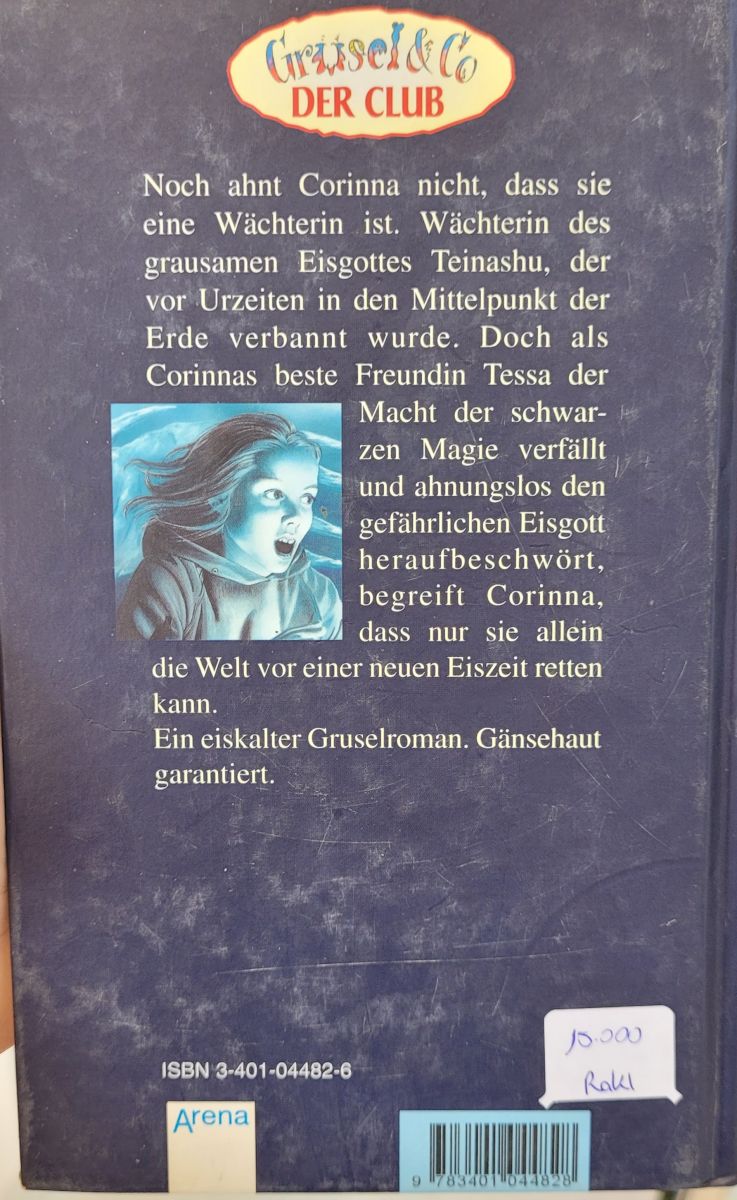 Grusel & Co
DER CLUB
Noch ahnt Corinna nicht, dass sie
eine Wächterin ist. Wächterin des
grausamen Eisgottes Teinashu, der
vor Urzeiten in den Mittelpunkt der
Erde verbannt wurde. Doch als
Corinnas beste Freundin Tessa der
Macht der schwar-
zen Magie verfällt
und ahnungslos den
gefährlichen Eisgott
heraufbeschwört,
begreift Corinna,
dass nur sie allein
die Welt vor einer neuen Eiszeit retten
kann.
Ein eiskalter Gruselroman. Gänsehaut
garantiert.
15.000
ISBN 3-401-04482-6
Arena
9 783401 044828